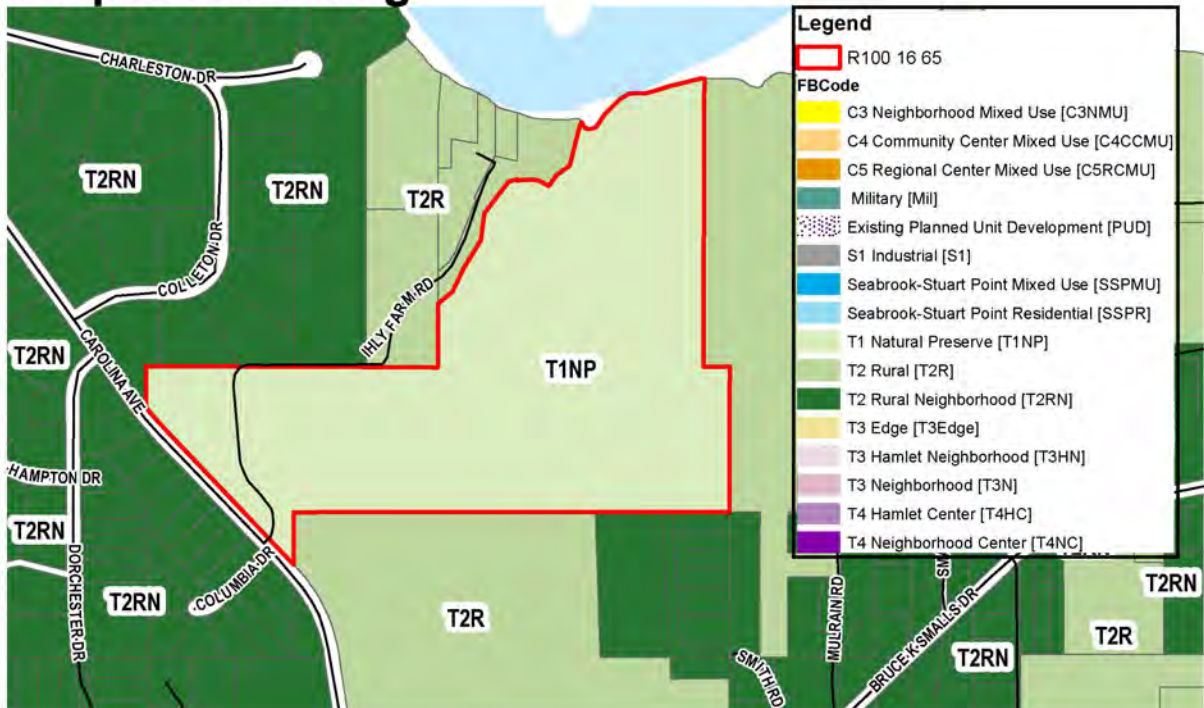 CHARLESTON DR
T2RN
T2RN
T2R
COLLETON DR
IHLY FARM RD
T2RN
CAROLINA AVE
T1NP
HAMPTON DR
T2RN
DORCHESTER DR
T2RN
COLUMBIA DR
T2R
SMITH RD
MULRAIN RD
BRUCE K SMALLS DR
SM
T2RN
T2R
T2RN
Legend
R100 16 65
FBCode
C3 Neighborhood Mixed Use [C3NMU]
C4 Community Center Mixed Use [C4CCMU]
C5 Regional Center Mixed Use [C5RCMU]
Military [Mil]
Existing Planned Unit Development [PUD]
S1 Industrial [S1]
Seabrook-Stuart Point Mixed Use [SSPMU]
Seabrook-Stuart Point Residential [SSPR]
T1 Natural Preserve [T1NP]
T2 Rural [T2R]
T2 Rural Neighborhood [T2RN]
T3 Edge [T3Edge]
T3 Hamlet Neighborhood [T3HN]
T3 Neighborhood [T3N]
T4 Hamlet Center [T4HC]
T4 Neighborhood Center [T4NC]